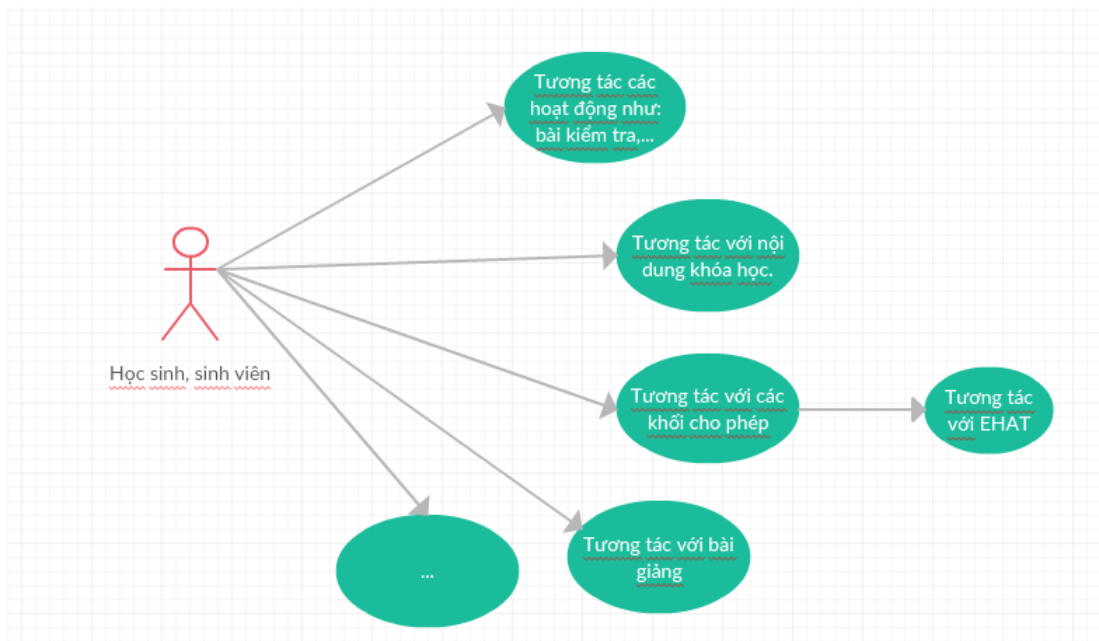 Tương tác các
hoạt động như:
bài kiểm tra,...
Tương tác với nội
dung khóa học.
Học sinh, sinh viên
Tương tác với các
khối cho phép
Tương tác
với EHAT
Tương tác với bài
giảng
...